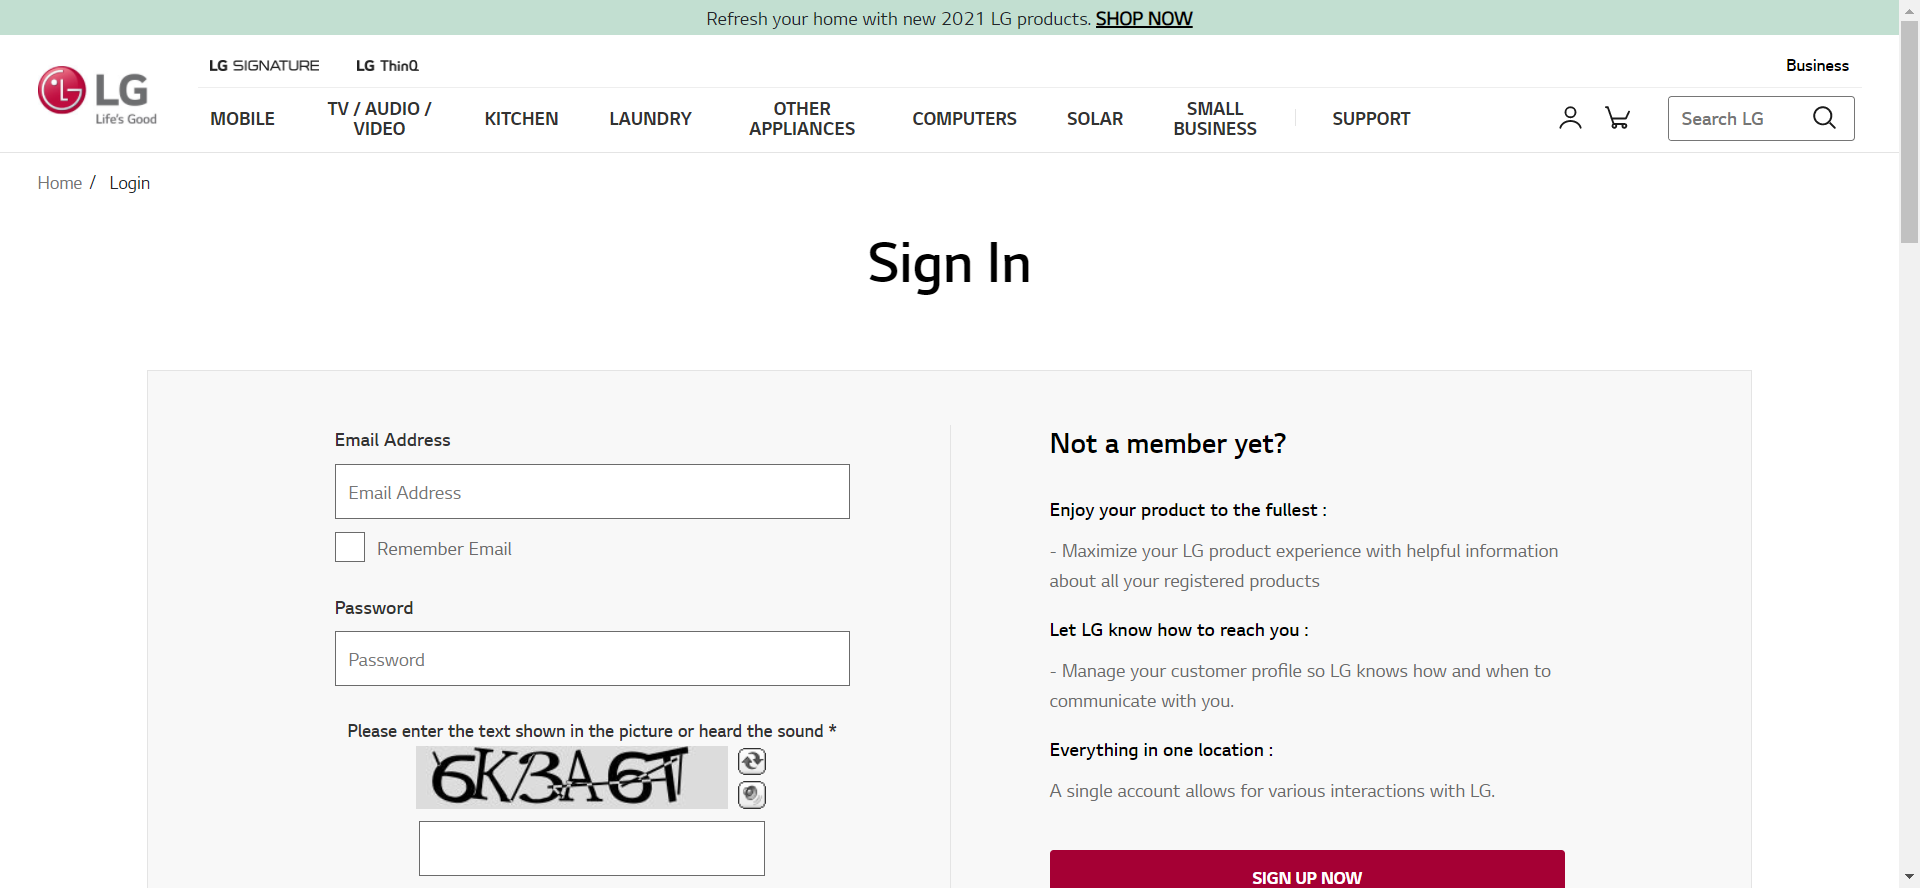 Refresh your home with new 2021 LG products. SHOP NOW
LG SIGNATURE
LG ThinQ
Business
LG
Life's Good
MOBILE
TV / AUDIO /
VIDEO
KITCHEN
LAUNDRY
OTHER
APPLIANCES
COMPUTERS
SOLAR
SMALL
BUSINESS
SUPPORT
Search LG
Home / Login
Sign In
Email Address
Email Address
Remember Email
Password
Password
Please enter the text shown in the picture or heard the sound *
6K3A6T
Not a member yet?
Enjoy your product to the fullest :
- Maximize your LG product experience with helpful information
about all your registered products
Let LG know how to reach you :
- Manage your customer profile so LG knows how and when to
communicate with you.
Everything in one location :
A single account allows for various interactions with LG.
SIGN UP NOW